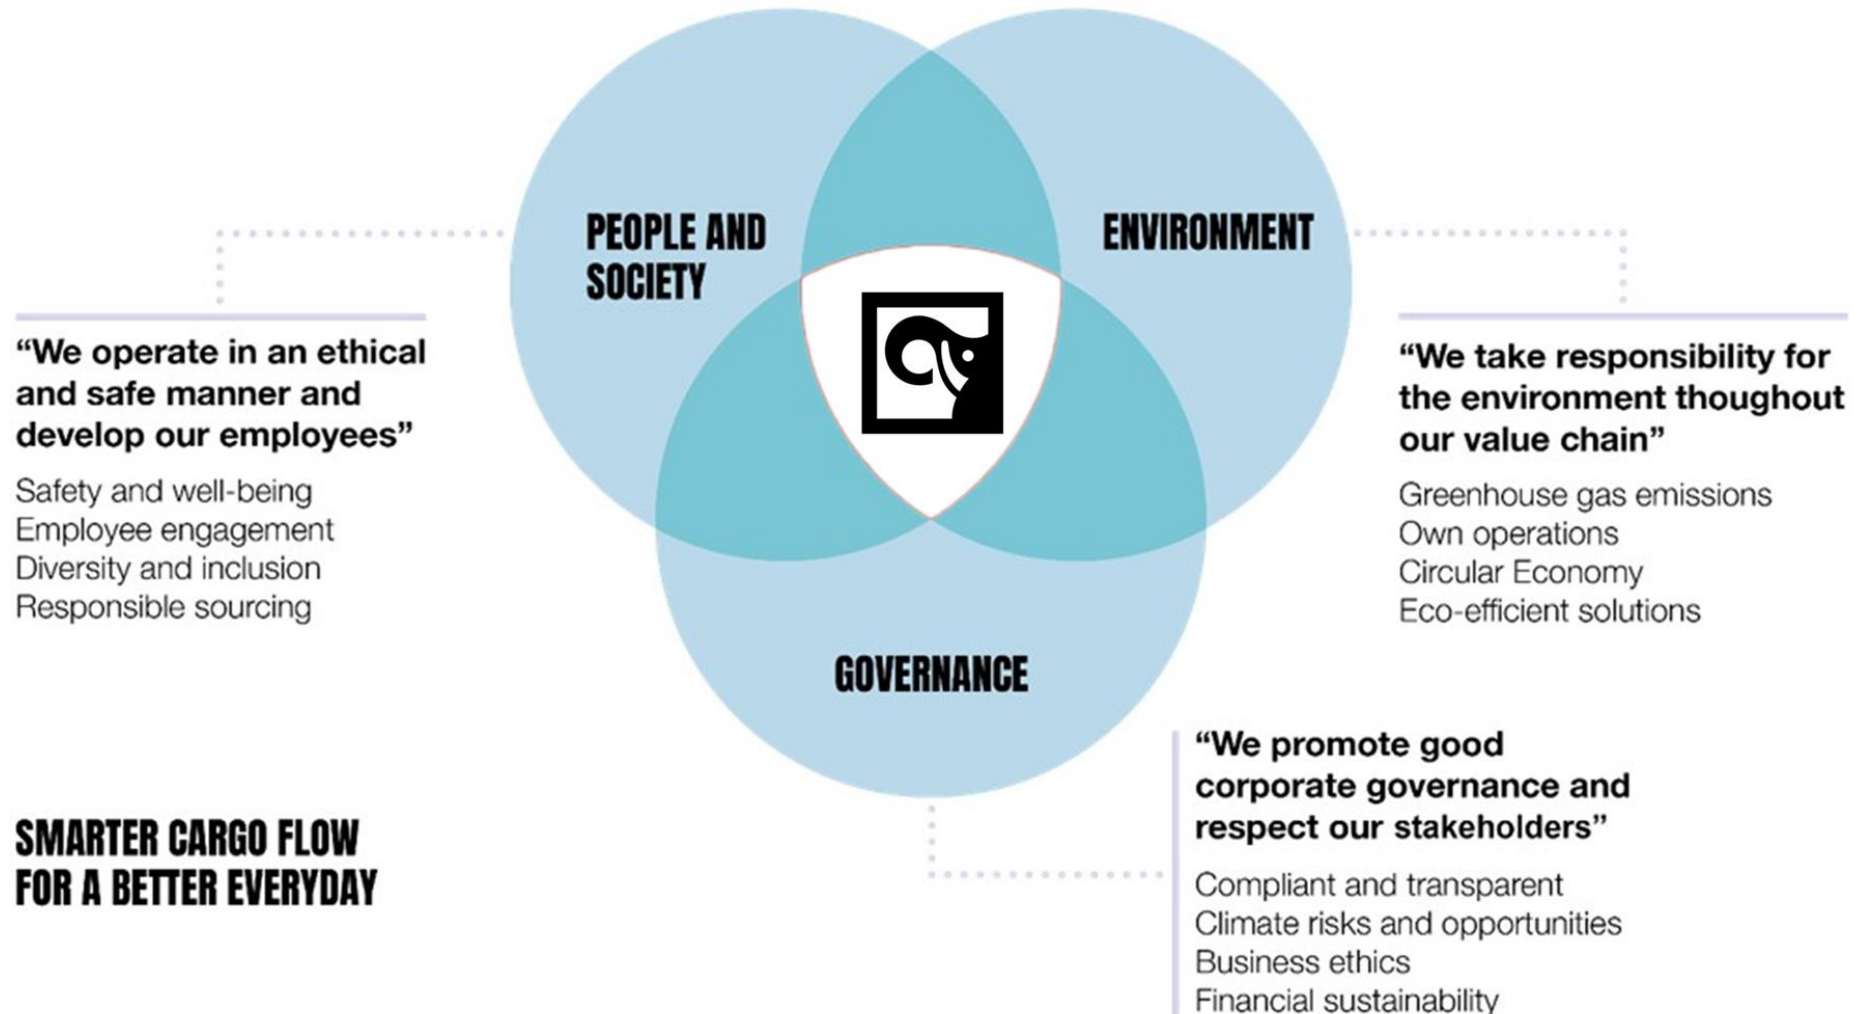 PEOPLE AND
SOCIETY
ENVIRONMENT
GOVERNANCE
“We operate in an ethical
and safe manner and
develop our employees”
Safety and well-being
Employee engagement
Diversity and inclusion
Responsible sourcing
“We take responsibility for
the environment thoughout
our value chain”
Greenhouse gas emissions
Own operations
Circular Economy
Eco-efficient solutions
“We promote good
corporate governance and
respect our stakeholders”
Compliant and transparent
Climate risks and opportunities
Business ethics
Financial sustainability
SMARTER CARGO FLOW
FOR A BETTER EVERYDAY